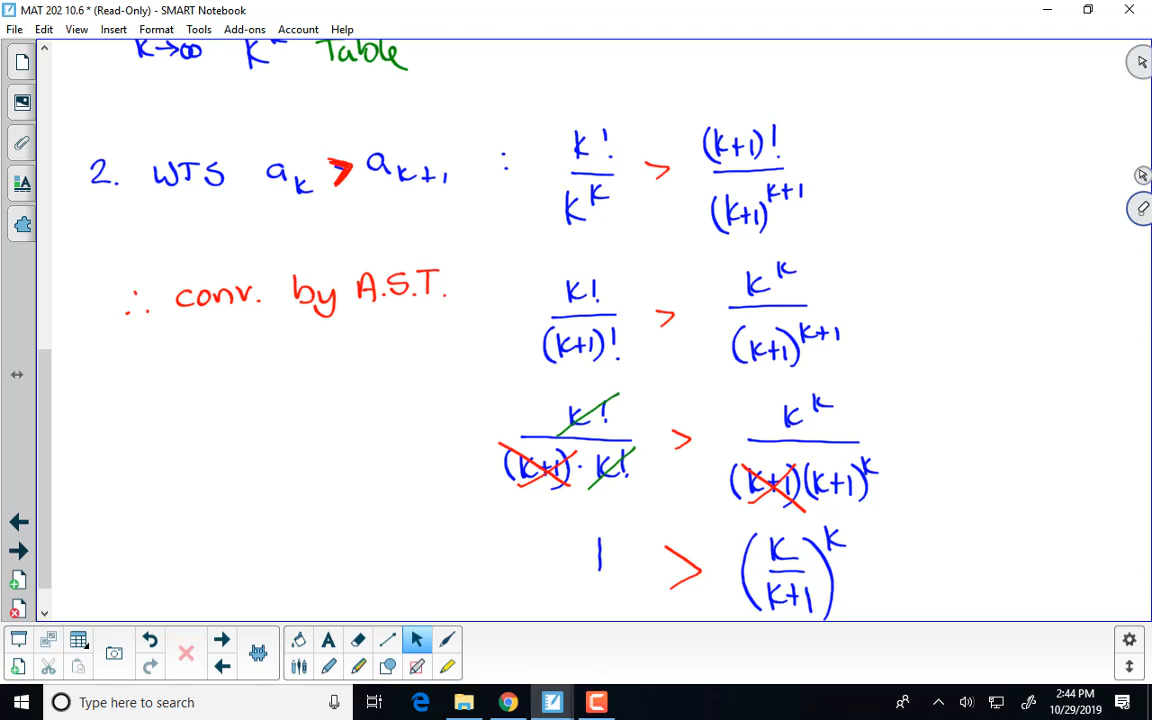 MAT 202 10.6 * (Read-Only) - SMART Notebook
File Edit View Insert Format Tools Add-ons Account Help
k→∞ k^k Table
2. WTS a_k > a_{k+1} : k!/k^k > (k+1)!/(k+1)^{k+1}
∴ conv. by A.S.T.
k!/(k+1)! > k^k/(k+1)^{k+1}
k!/((k+1)·k!) > k^k/((k+1)(k+1)^k)
1 > (k/(k+1))^k
Type here to search
2:44 PM
10/29/2019